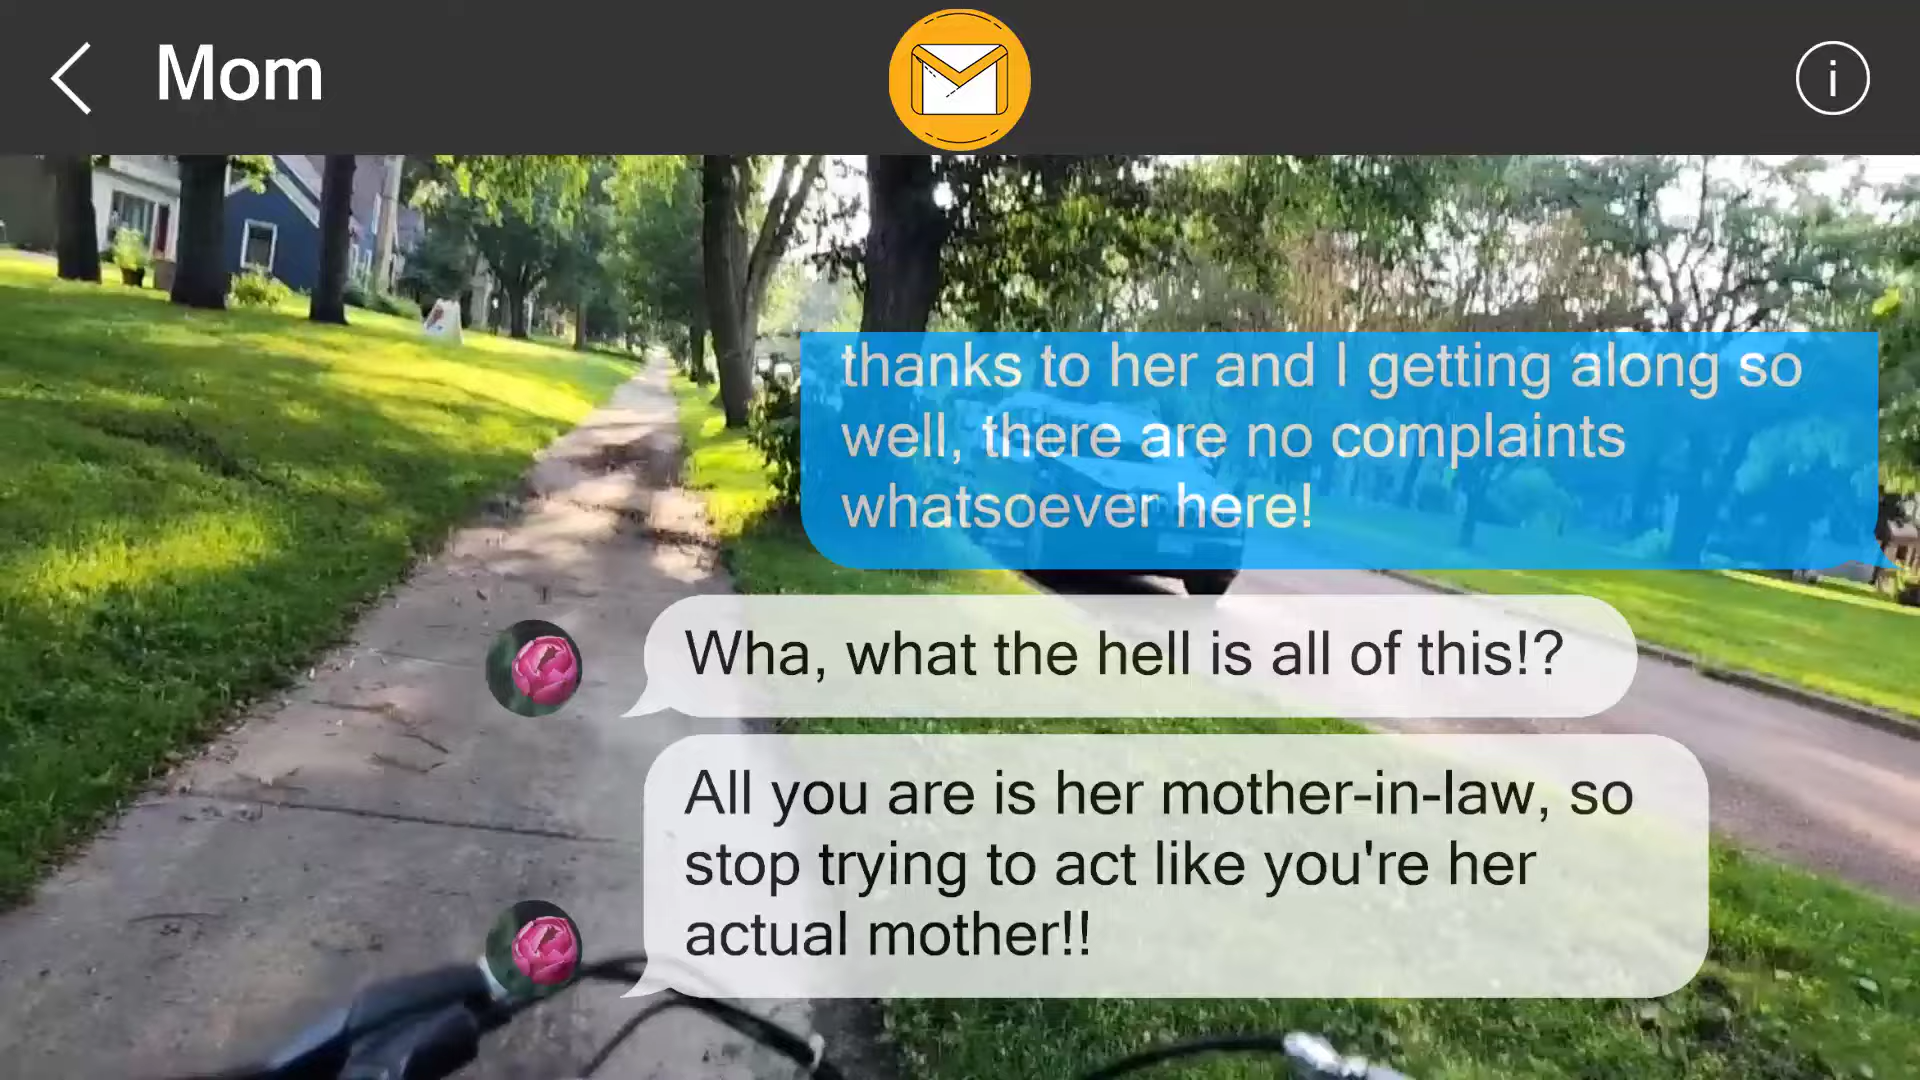 Mom
i
thanks to her and I getting along so
well, there are no complaints
whatsoever here!
Wha, what the hell is all of this!?
All you are is her mother-in-law, so
stop trying to act like you're her
actual mother!!